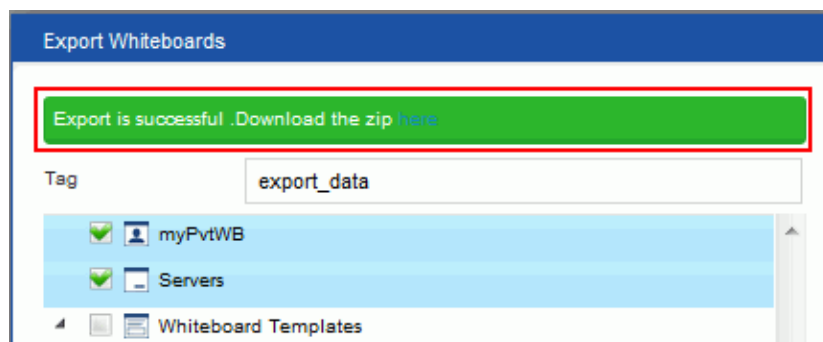 Export Whiteboards
Export is successful .Download the zip here
Tag export_data
myPvtWB
Servers
Whiteboard Templates